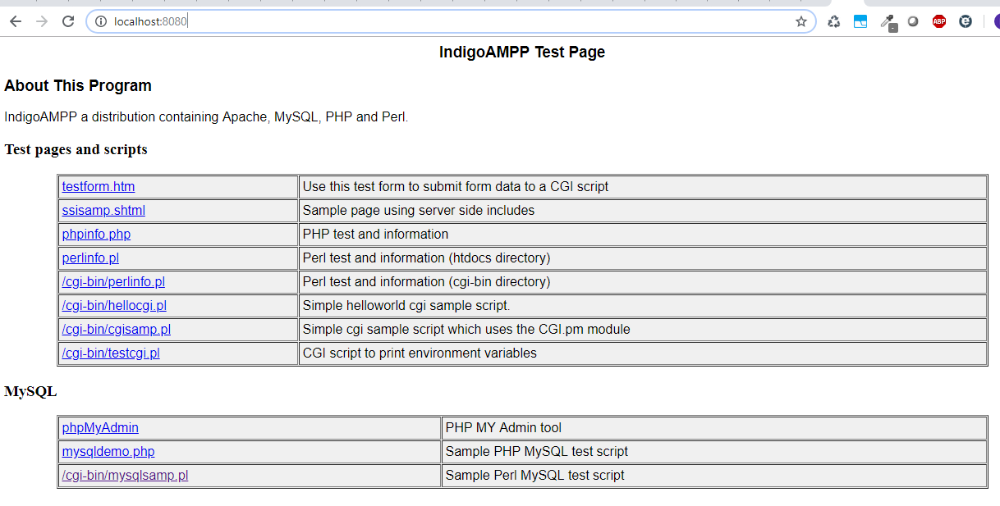 localhost:8080
ABP
IndigoAMPP Test Page
About This Program
IndigoAMPP a distribution containing Apache, MySQL, PHP and Perl.
Test pages and scripts
testform.htm Use this test form to submit form data to a CGI script
ssisamp.shtml Sample page using server side includes
phpinfo.php PHP test and information
perlinfo.pl Perl test and information (htdocs directory)
/cgi-bin/perlinfo.pl Perl test and information (cgi-bin directory)
/cgi-bin/hellocgi.pl Simple helloworld cgi sample script.
/cgi-bin/cgisamp.pl Simple cgi sample script which uses the CGI.pm module
/cgi-bin/testcgi.pl CGI script to print environment variables
MySQL
phpMyAdmin PHP MY Admin tool
mysqldemo.php Sample PHP MySQL test script
/cgi-bin/mysqlsamp.pl Sample Perl MySQL test script